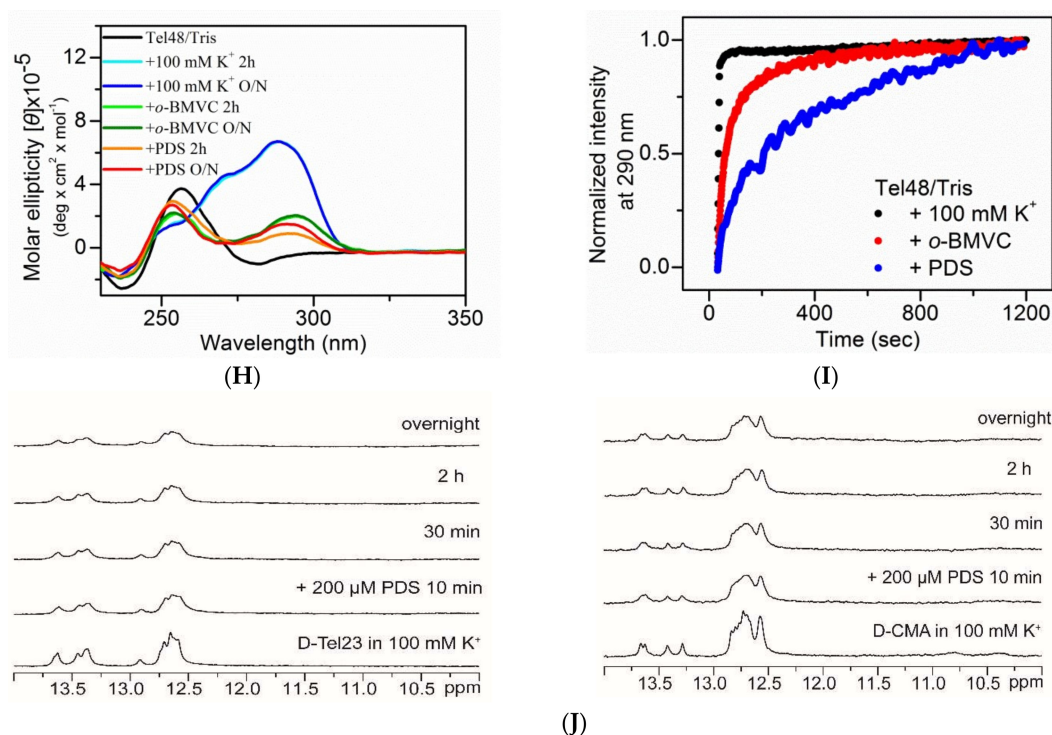 Molar ellipticity [θ]x10⁻⁵
(deg x cm² x mol⁻¹)
12
8
4
0
Tel48/Tris
+100 mM K⁺ 2h
+100 mM K⁺ O/N
+o-BMVC 2h
+o-BMVC O/N
+PDS 2h
+PDS O/N
250 300 350
Wavelength (nm)
(H)
Normalized intensity
at 290 nm
1.0
0.5
0.0
Tel48/Tris
+ 100 mM K⁺
+ o-BMVC
+ PDS
0 400 800 1200
Time (sec)
(I)
overnight
2 h
30 min
+ 200 µM PDS 10 min
D-Tel23 in 100 mM K⁺
13.5 13.0 12.5 12.0 11.5 11.0 10.5 ppm
overnight
2 h
30 min
+ 200 µM PDS 10 min
D-CMA in 100 mM K⁺
13.5 13.0 12.5 12.0 11.5 11.0 10.5 ppm
(J)